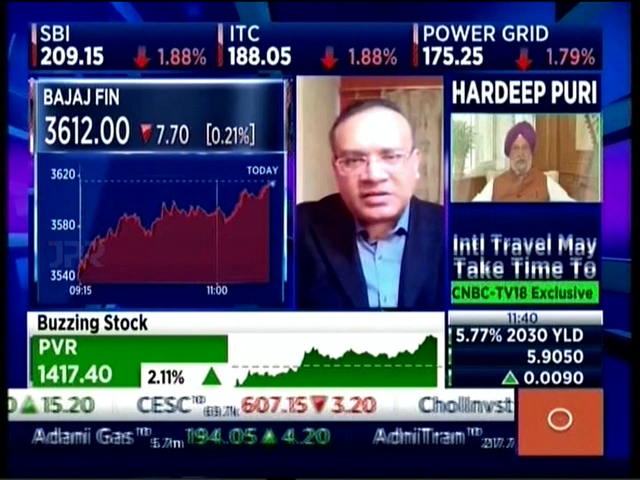 SBI
209.15 1.88%
ITC
188.05 1.88%
POWER GRID
175.25 1.79%
BAJAJ FIN
3612.00 7.70 [0.21%]
TODAY
3620
3580
3540
09:15 11:00
HARDEEP PURI
Intl Travel May
Take Time To
CNBC-TV18 Exclusive
Buzzing Stock
PVR
1417.40 2.11%
11:40
5.77% 2030 YLD
5.9050
0.0090
15.20 CESC 607.15 3.20 CholInvst
Adani Gas 194.05 4.20 AdniTran